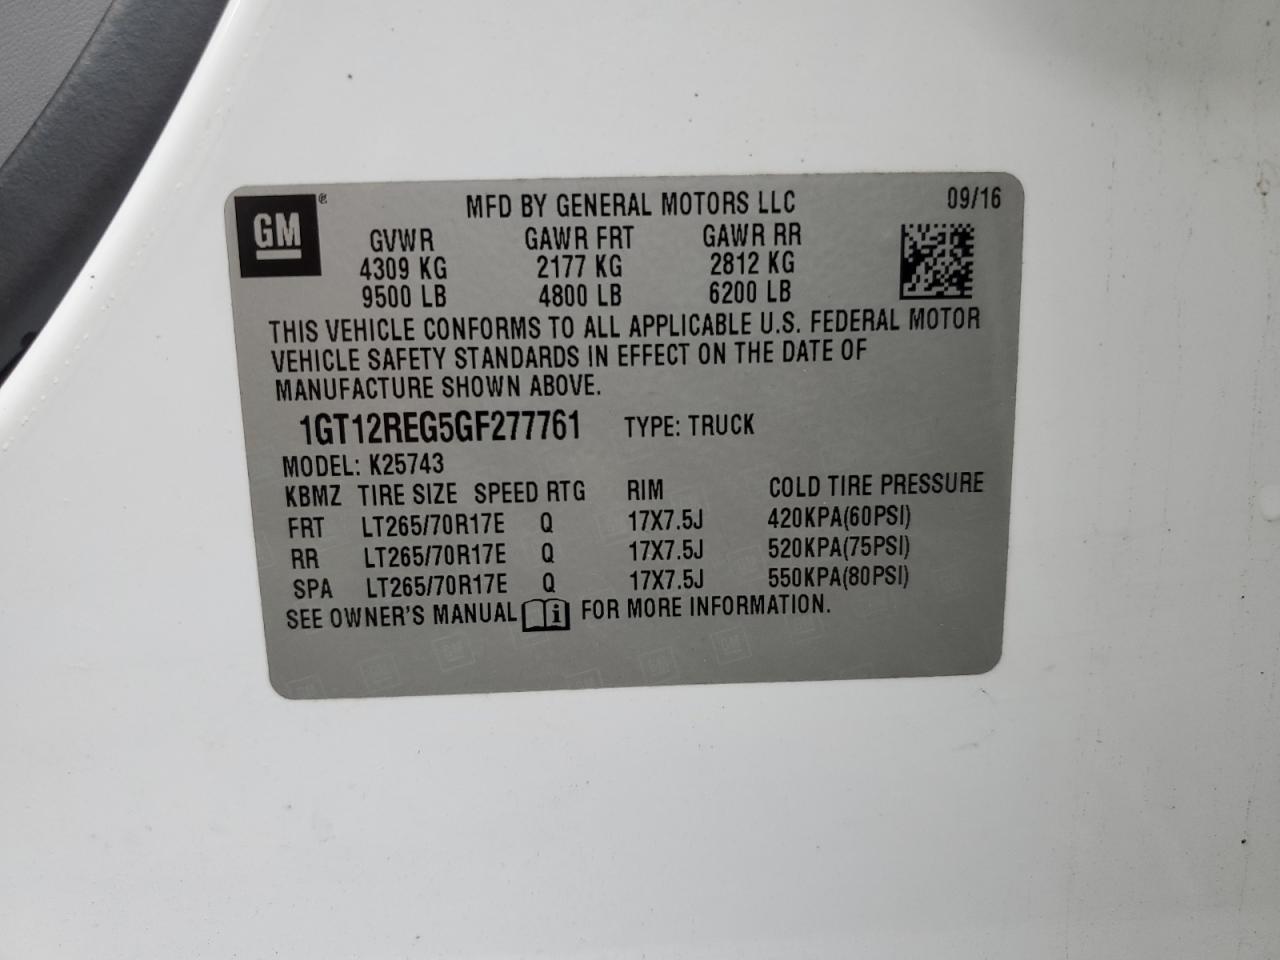 GM®
MFD BY GENERAL MOTORS LLC 09/16
GVWR GAWR FRT GAWR RR
4309 KG 2177 KG 2812 KG
9500 LB 4800 LB 6200 LB
THIS VEHICLE CONFORMS TO ALL APPLICABLE U.S. FEDERAL MOTOR
VEHICLE SAFETY STANDARDS IN EFFECT ON THE DATE OF
MANUFACTURE SHOWN ABOVE.
1GT12REG5GF277761 TYPE: TRUCK
MODEL: K25743
KBMZ TIRE SIZE SPEED RTG RIM COLD TIRE PRESSURE
FRT LT265/70R17E Q 17X7.5J 420KPA(60PSI)
RR LT265/70R17E Q 17X7.5J 520KPA(75PSI)
SPA LT265/70R17E Q 17X7.5J 550KPA(80PSI)
SEE OWNER'S MANUAL i FOR MORE INFORMATION.